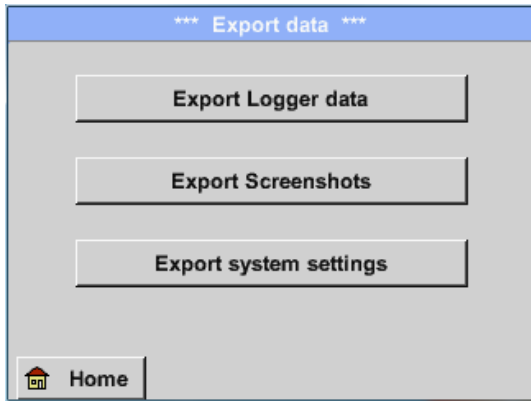 *** Export data ***
Export Logger data
Export Screenshots
Export system settings
Home